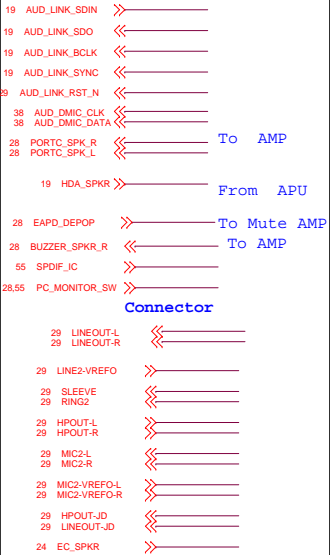 19 AUD_LINK_SDIN
19 AUD_LINK_SDO
19 AUD_LINK_BCLK
19 AUD_LINK_SYNC
29 AUD_LINK_RST_N
38 AUD_DMIC_CLK
38 AUD_DMIC_DATA
28 PORTC_SPK_R To AMP
28 PORTC_SPK_L
19 HDA_SPKR From APU
28 EAPD_DEPOP To Mute AMP
28 BUZZER_SPKR_R To AMP
55 SPDIF_IC
28,55 PC_MONITOR_SW
Connector
29 LINEOUT-L
29 LINEOUT-R
29 LINE2-VREFO
29 SLEEVE
29 RING2
29 HPOUT-L
29 HPOUT-R
29 MIC2-L
29 MIC2-R
29 MIC2-VREFO-L
29 MIC2-VREFO-R
29 HPOUT-JD
29 LINEOUT-JD
24 EC_SPKR